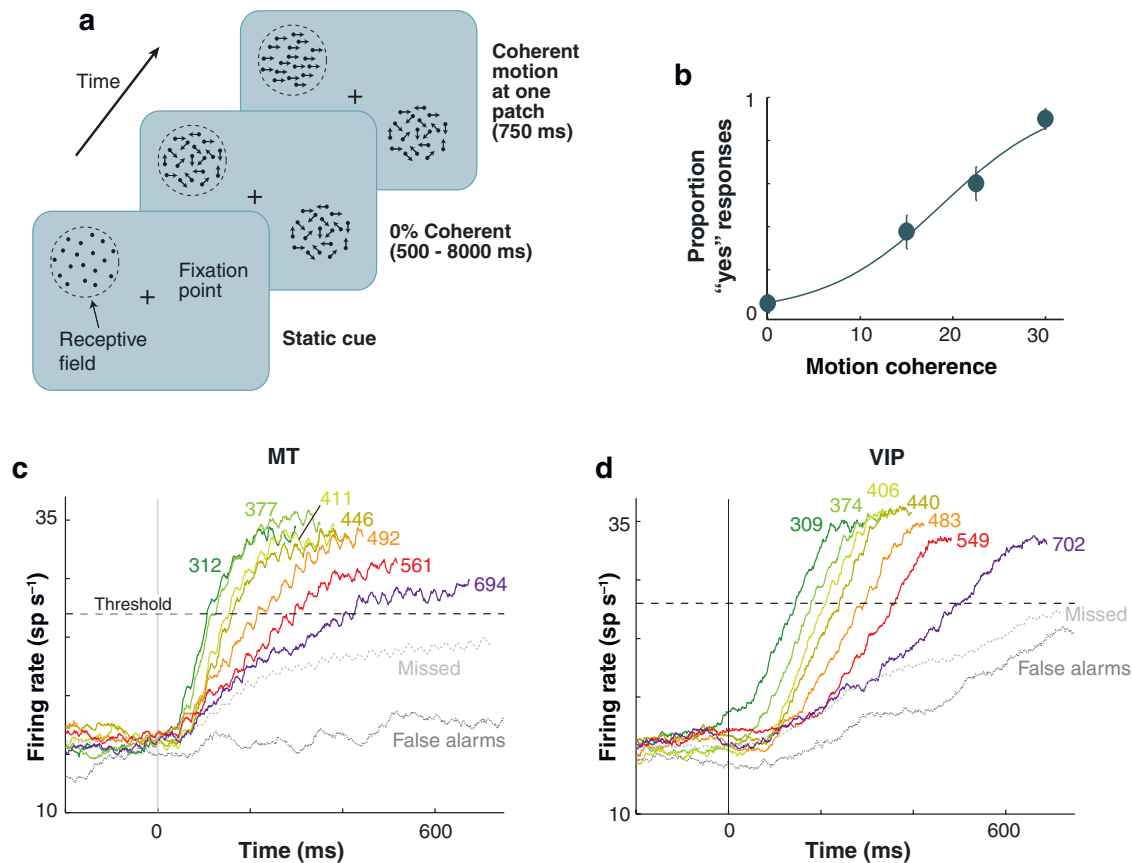 a
Time
Coherent
motion
at one
patch
(750 ms)
+
+
0% Coherent
(500 - 8000 ms)
+
Fixation
point
Receptive
field
Static cue
b
Proportion
“yes” responses
1
0
0
10
20
30
Motion coherence
c
MT
Firing rate (sp s⁻¹)
35
10
377
411
446
492
312
561
694
Threshold
Missed
False alarms
0
600
Time (ms)
d
VIP
Firing rate (sp s⁻¹)
35
10
406
374
440
309
483
549
702
Missed
False alarms
0
600
Time (ms)